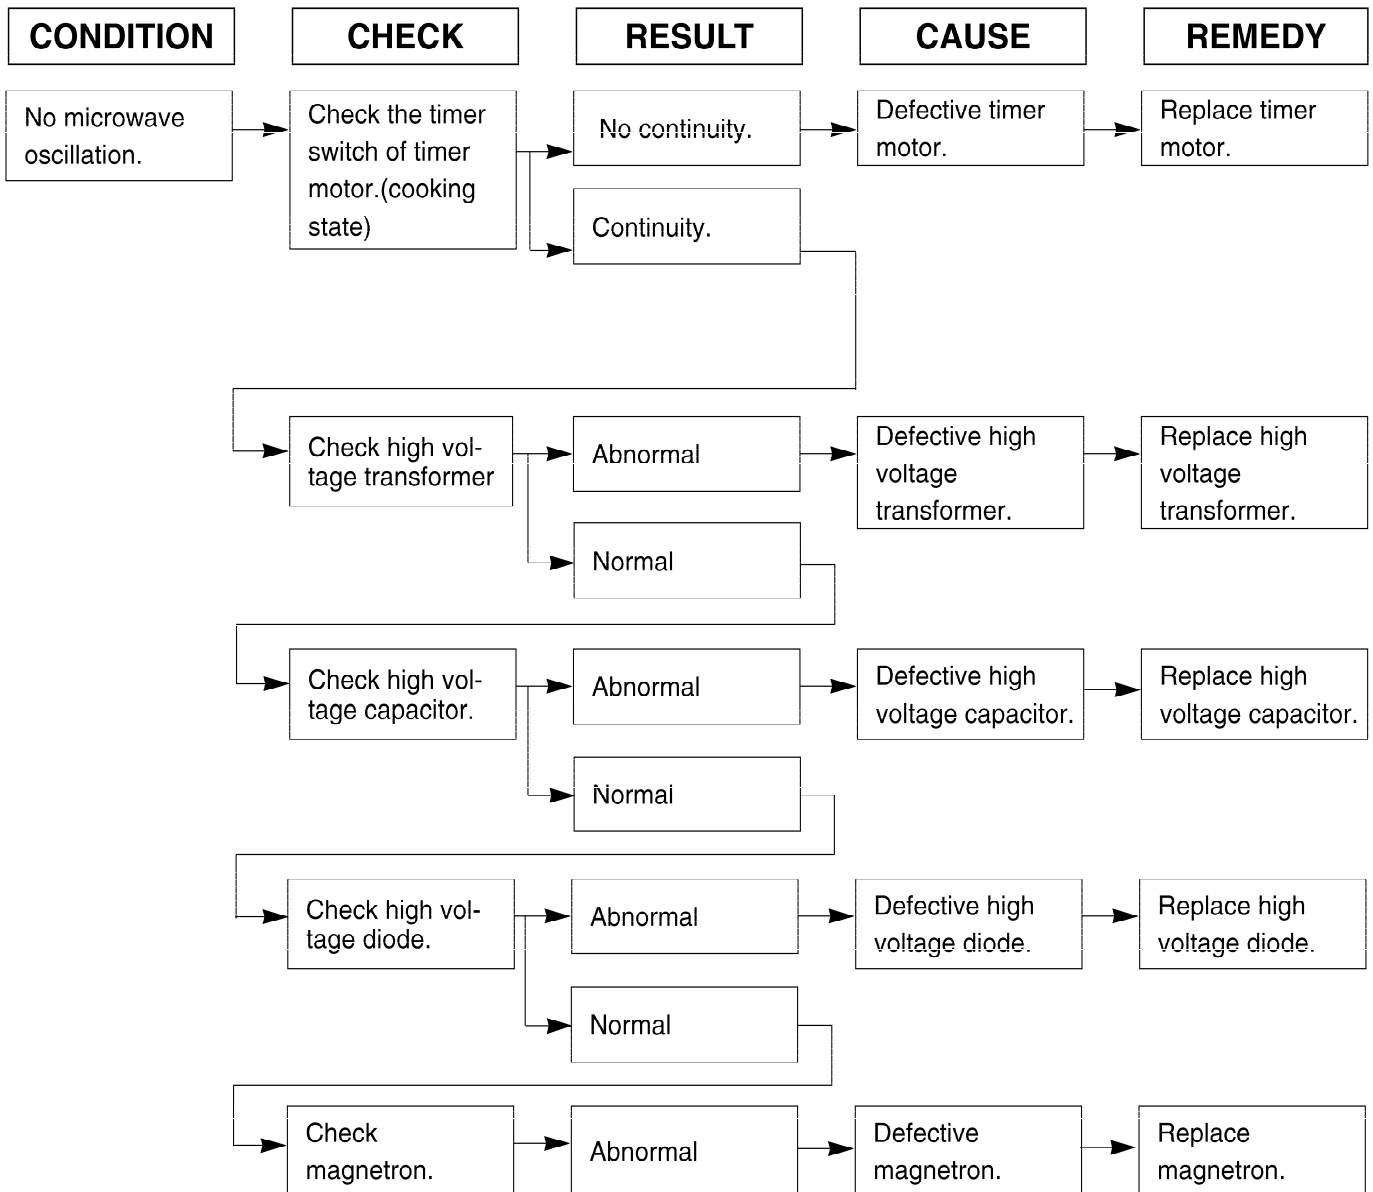 CONDITION
CHECK
RESULT
CAUSE
REMEDY
No microwave
oscillation.
Check the timer
switch of timer
motor.(cooking
state)
No continuity.
Defective timer
motor.
Replace timer
motor.
Continuity.
Check high vol-
tage transformer
Abnormal
Defective high
voltage
transformer.
Replace high
voltage
transformer.
Normal
Check high vol-
tage capacitor.
Abnormal
Defective high
voltage capacitor.
Replace high
voltage capacitor.
Normal
Check high vol-
tage diode.
Abnormal
Defective high
voltage diode.
Replace high
voltage diode.
Normal
Check
magnetron.
Abnormal
Defective
magnetron.
Replace
magnetron.